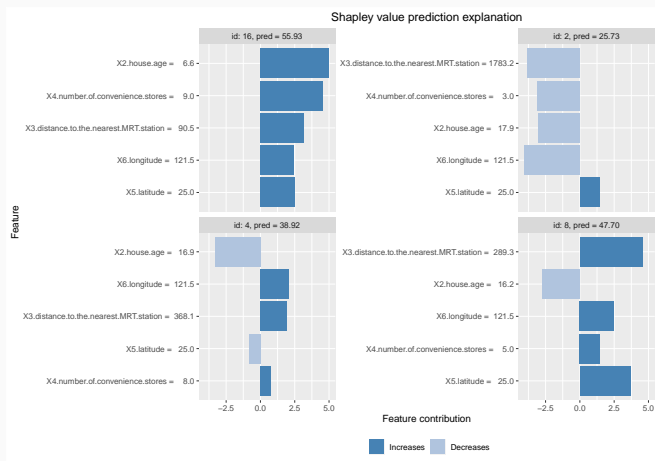 Shapley value prediction explanation
id: 16, pred = 55.93
X2.house.age = 6.6
X4.number.of.convenience.stores = 9.0
X3.distance.to.the.nearest.MRT.station = 90.5
X6.longitude = 121.5
X5.latitude = 25.0
id: 2, pred = 25.73
X3.distance.to.the.nearest.MRT.station = 1783.2
X4.number.of.convenience.stores = 3.0
X2.house.age = 17.9
X6.longitude = 121.5
X5.latitude = 25.0
Feature
id: 4, pred = 38.92
X2.house.age = 16.9
X6.longitude = 121.5
X3.distance.to.the.nearest.MRT.station = 368.1
X5.latitude = 25.0
X4.number.of.convenience.stores = 8.0
−2.5 0.0 2.5 5.0
id: 8, pred = 47.70
X3.distance.to.the.nearest.MRT.station = 289.3
X2.house.age = 16.2
X6.longitude = 121.5
X4.number.of.convenience.stores = 5.0
X5.latitude = 25.0
−2.5 0.0 2.5 5.0
Feature contribution
Increases Decreases